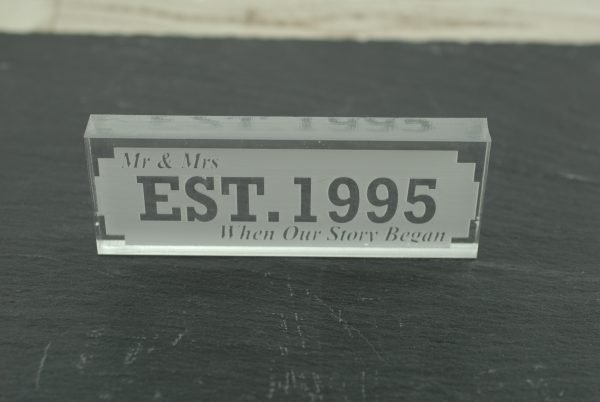 Mr & Mrs
EST.1995
When Our Story Began